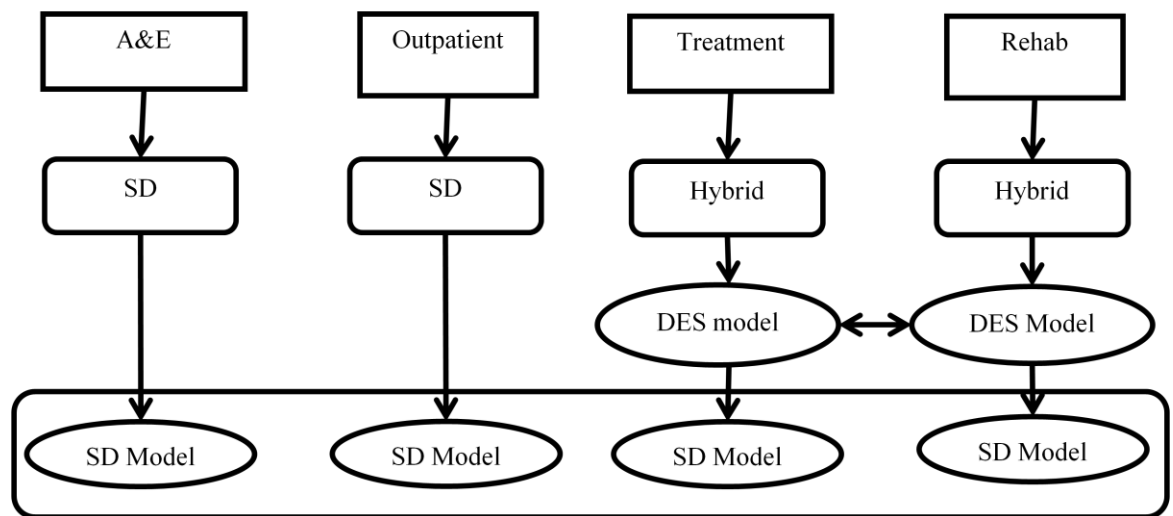 A&E
Outpatient
Treatment
Rehab
SD
SD
Hybrid
Hybrid
DES model
DES Model
SD Model
SD Model
SD Model
SD Model